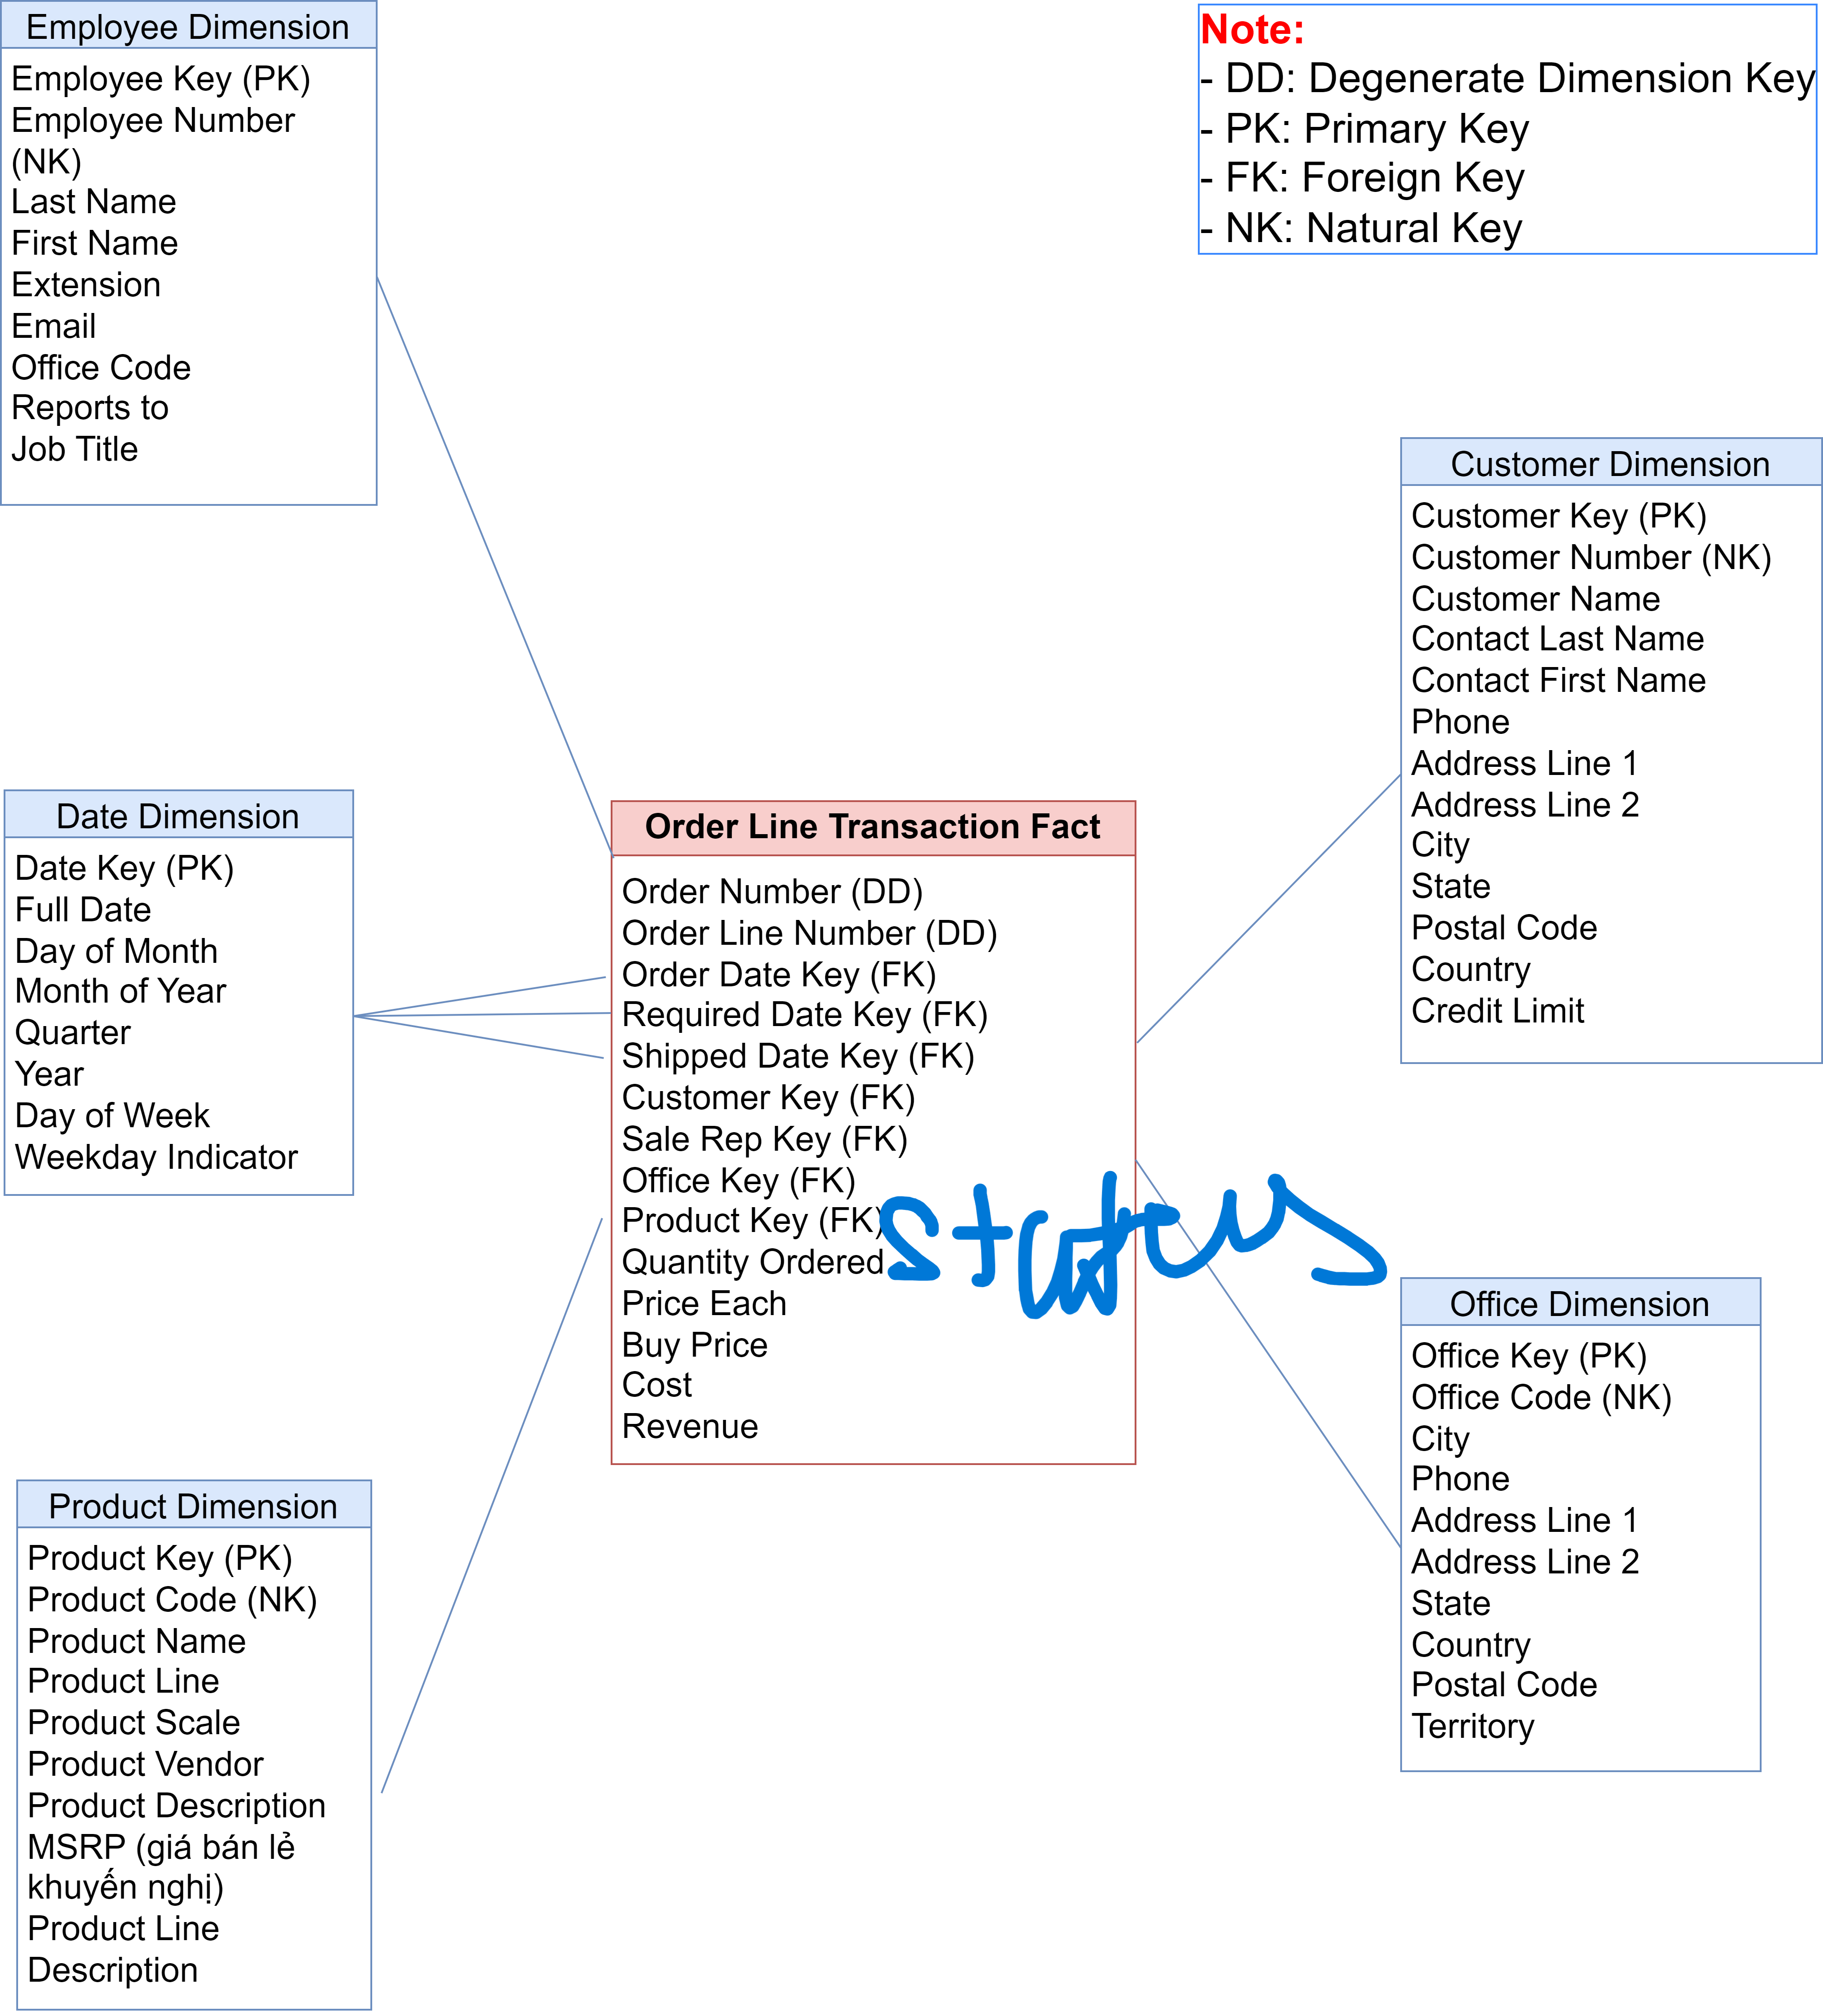 Employee Dimension
Employee Key (PK)
Employee Number
(NK)
Last Name
First Name
Extension
Email
Office Code
Reports to
Job Title
Note:
- DD: Degenerate Dimension Key
- PK: Primary Key
- FK: Foreign Key
- NK: Natural Key
Customer Dimension
Customer Key (PK)
Customer Number (NK)
Customer Name
Contact Last Name
Contact First Name
Phone
Address Line 1
Address Line 2
City
State
Postal Code
Country
Credit Limit
Date Dimension
Date Key (PK)
Full Date
Day of Month
Month of Year
Quarter
Year
Day of Week
Weekday Indicator
Order Line Transaction Fact
Order Number (DD)
Order Line Number (DD)
Order Date Key (FK)
Required Date Key (FK)
Shipped Date Key (FK)
Customer Key (FK)
Sale Rep Key (FK)
Office Key (FK)
Product Key (FK)
Quantity Ordered
Price Each
Buy Price
Cost
Revenue
status
Office Dimension
Office Key (PK)
Office Code (NK)
City
Phone
Address Line 1
Address Line 2
State
Country
Postal Code
Territory
Product Dimension
Product Key (PK)
Product Code (NK)
Product Name
Product Line
Product Scale
Product Vendor
Product Description
MSRP (giá bán lẻ
khuyến nghị)
Product Line
Description